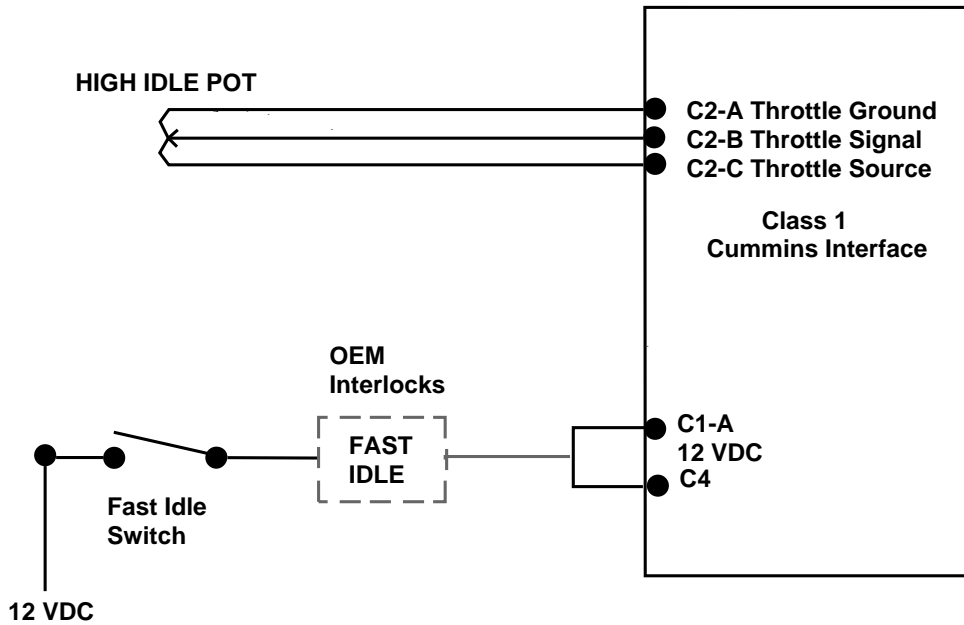 HIGH IDLE POT
C2-A Throttle Ground
C2-B Throttle Signal
C2-C Throttle Source
Class 1
Cummins Interface
OEM
Interlocks
FAST
IDLE
C1-A
12 VDC
C4
Fast Idle
Switch
12 VDC